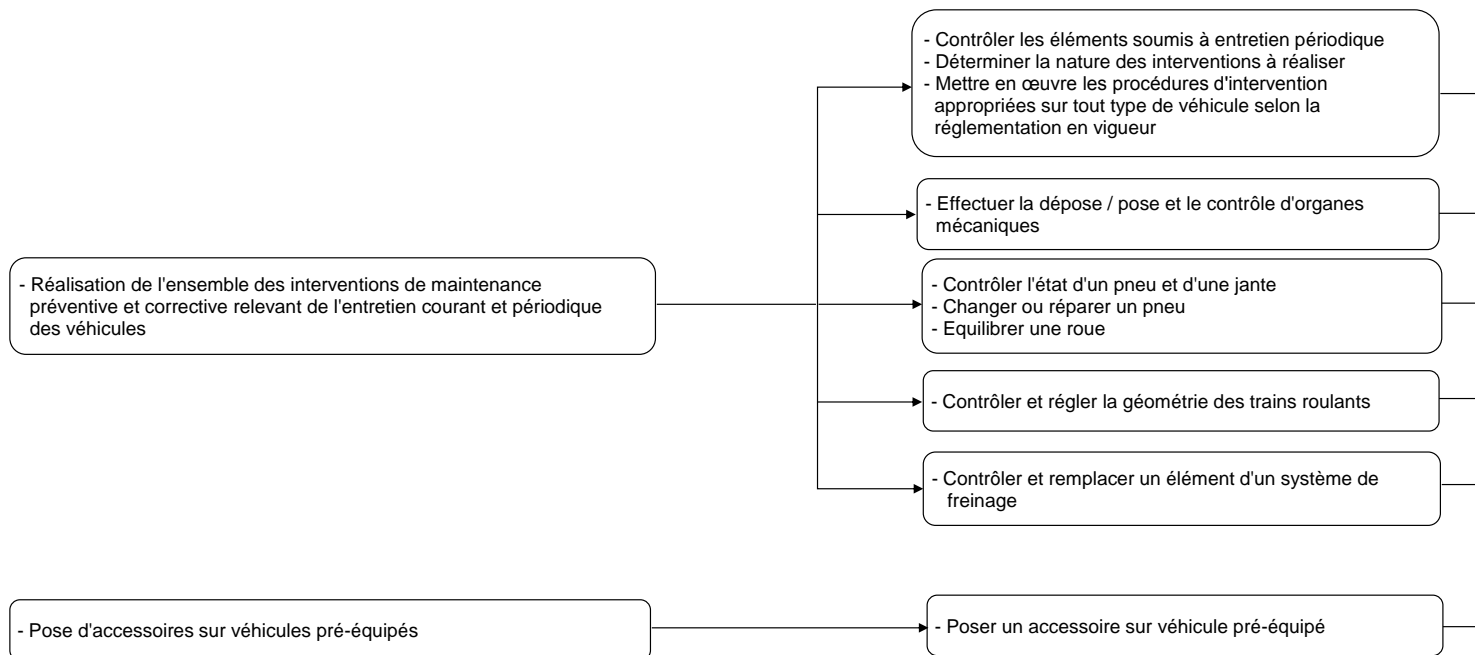 - Contrôler les éléments soumis à entretien périodique
- Déterminer la nature des interventions à réaliser
- Mettre en œuvre les procédures d'intervention
appropriées sur tout type de véhicule selon la
réglementation en vigueur
- Effectuer la dépose / pose et le contrôle d'organes
mécaniques
- Réalisation de l'ensemble des interventions de maintenance
préventive et corrective relevant de l'entretien courant et périodique
des véhicules
- Contrôler l'état d'un pneu et d'une jante
- Changer ou réparer un pneu
- Equilibrer une roue
- Contrôler et régler la géométrie des trains roulants
- Contrôler et remplacer un élément d'un système de
freinage
- Pose d'accessoires sur véhicules pré-équipés
- Poser un accessoire sur véhicule pré-équipé